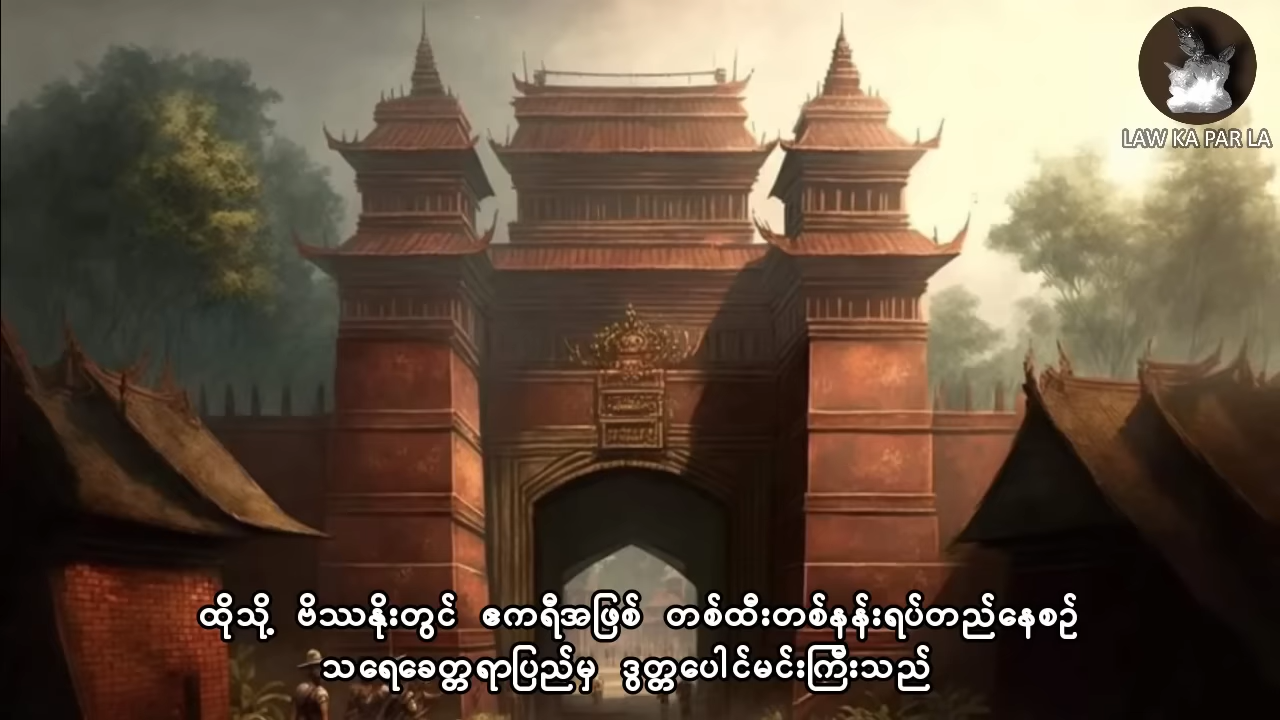 LAW KA PAR LA
ထိုသို့ ဗိဿနိုးတွင် ဧကရီအဖြစ် တစ်ထီးတစ်နန်းရပ်တည်နေစဉ်
သရေခေတ္တရာပြည်မှ ဒွတ္တပေါင်မင်းကြီးသည်